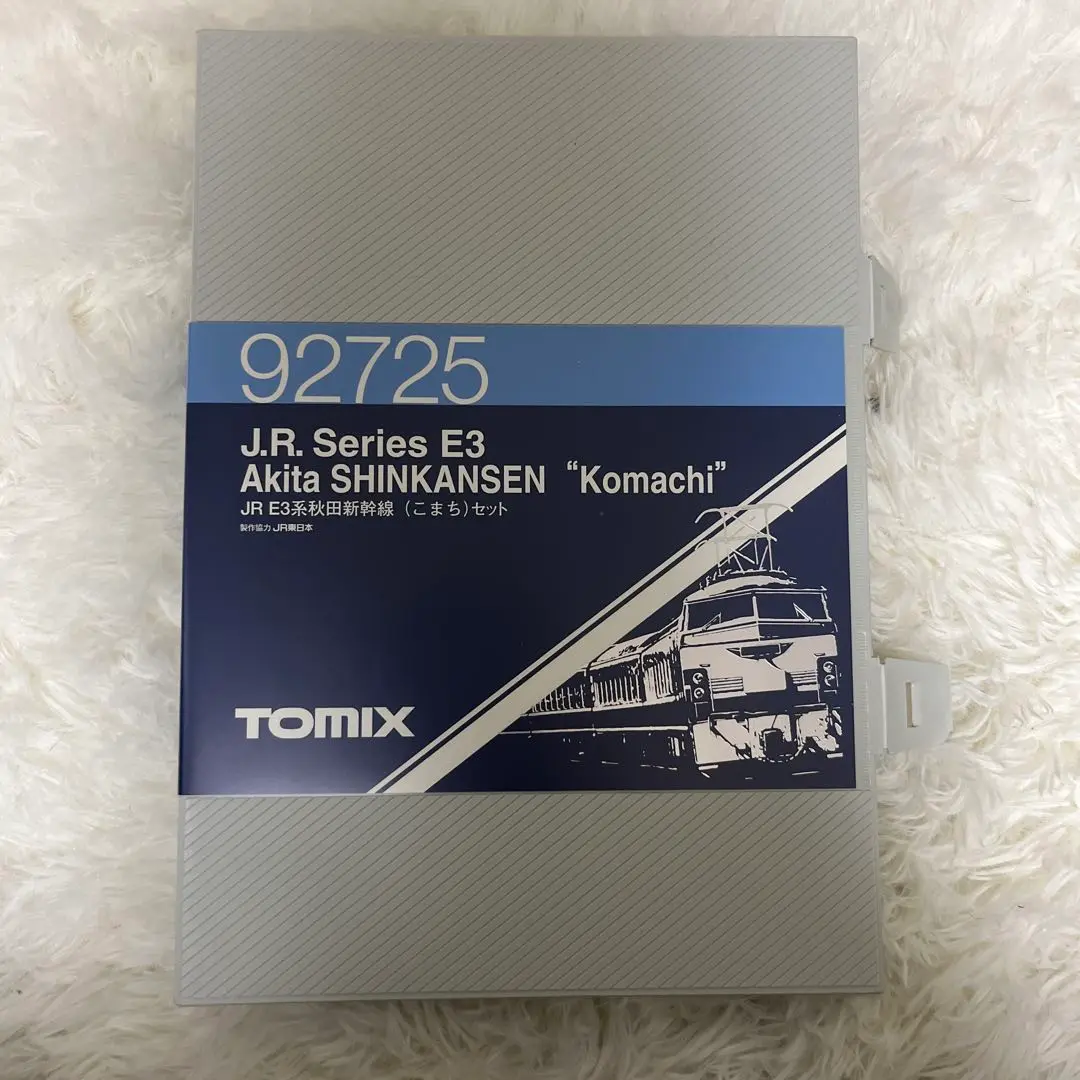 92725
J.R. Series E3
Akita SHINKANSEN “Komachi”
JR E3系秋田新幹線（こまち）セット
製作協力 JR東日本
TOMIX